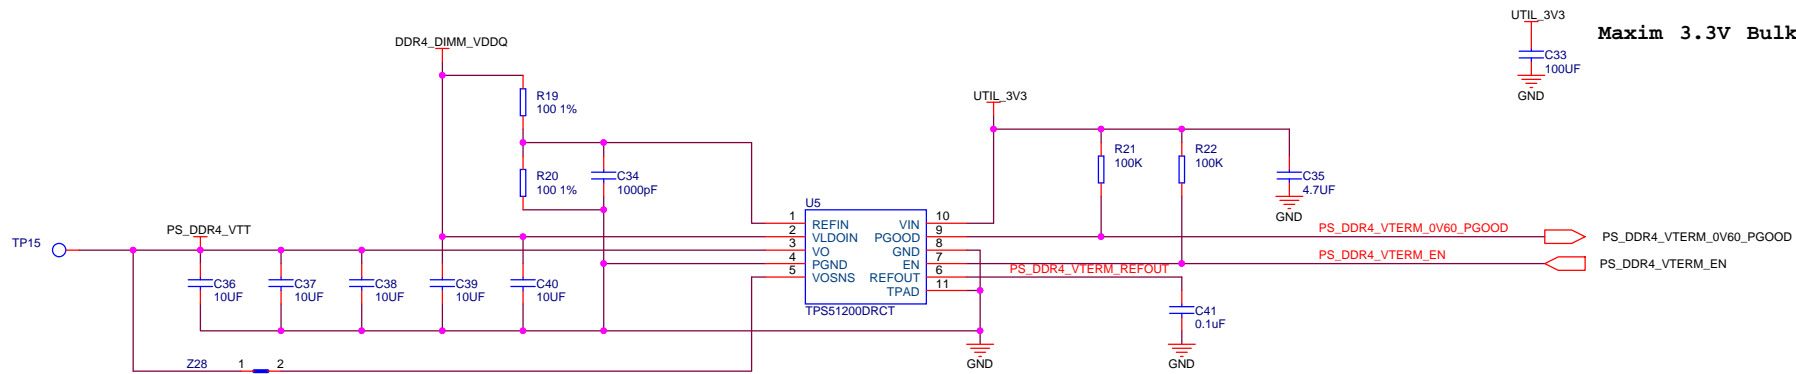 UTIL_3V3
Maxim 3.3V Bulk
C33
100UF
GND
DDR4_DIMM_VDDQ
R19
100 1%
UTIL_3V3
R21
100K
R22
100K
R20
100 1%
C34
1000pF
C35
4.7UF
GND
U5
1 REFIN VIN 10
2 VLDOIN PGOOD 9
3 VO GND 8
4 PGND EN 7
5 VOSNS REFOUT 6
TPAD 11
TPS51200DRCT
PS_DDR4_VTERM_0V60_PGOOD
PS_DDR4_VTERM_0V60_PGOOD
PS_DDR4_VTERM_EN
PS_DDR4_VTERM_EN
PS_DDR4_VTERM_REFOUT
TP15
PS_DDR4_VTT
C36
10UF
C37
10UF
C38
10UF
C39
10UF
C40
10UF
C41
0.1uF
GND
GND
Z28 1 2